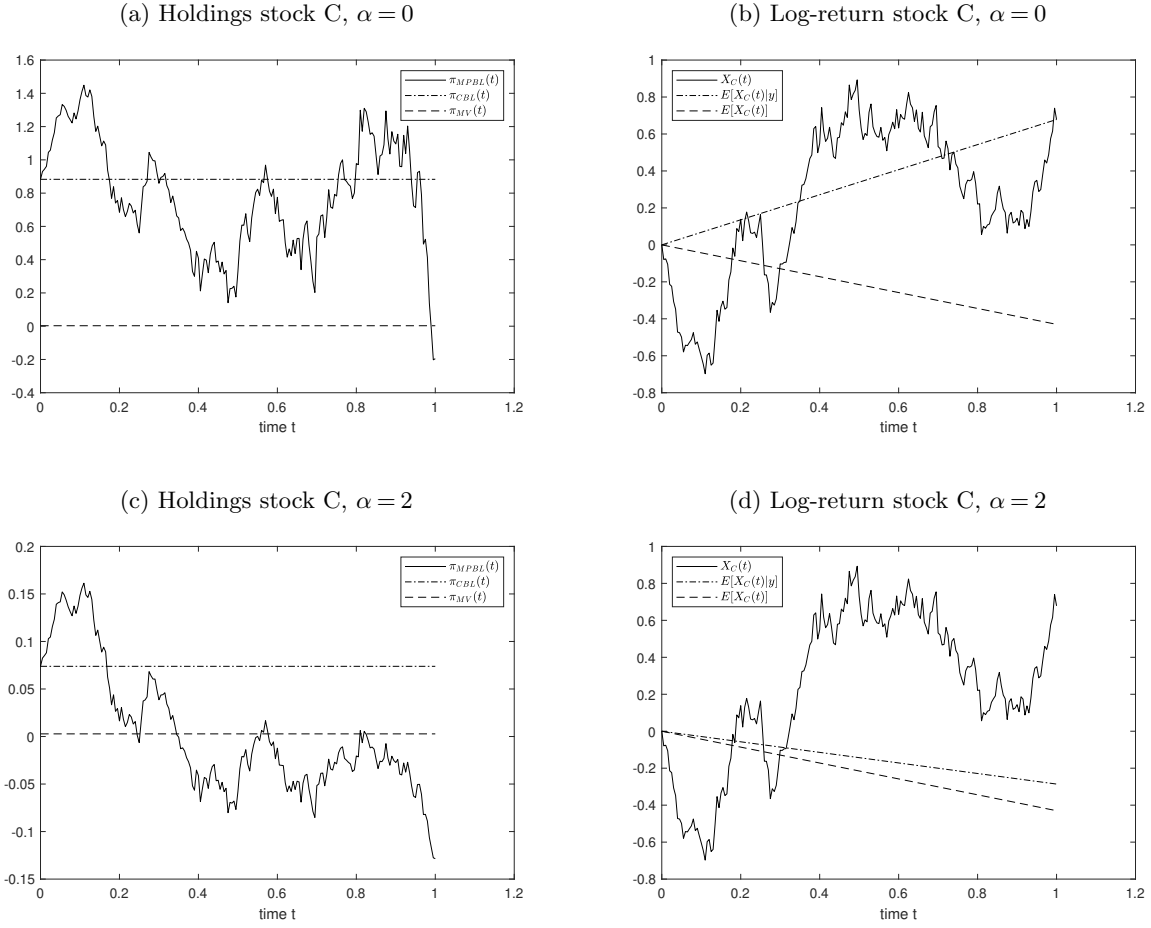 (a) Holdings stock C, α = 0
1.6
1.4
1.2
1
0.8
0.6
0.4
0.2
0
-0.2
-0.4
0 0.2 0.4 0.6 0.8 1 1.2
time t
π_MPBL(t)
π_CBL(t)
π_MV(t)
(b) Log-return stock C, α = 0
1
0.8
0.6
0.4
0.2
0
-0.2
-0.4
-0.6
-0.8
0 0.2 0.4 0.6 0.8 1 1.2
time t
X_C(t)
E[X_C(t)|y]
E[X_C(t)]
(c) Holdings stock C, α = 2
0.2
0.15
0.1
0.05
0
-0.05
-0.1
-0.15
0 0.2 0.4 0.6 0.8 1 1.2
time t
π_MPBL(t)
π_CBL(t)
π_MV(t)
(d) Log-return stock C, α = 2
1
0.8
0.6
0.4
0.2
0
-0.2
-0.4
-0.6
-0.8
0 0.2 0.4 0.6 0.8 1 1.2
time t
X_C(t)
E[X_C(t)|y]
E[X_C(t)]